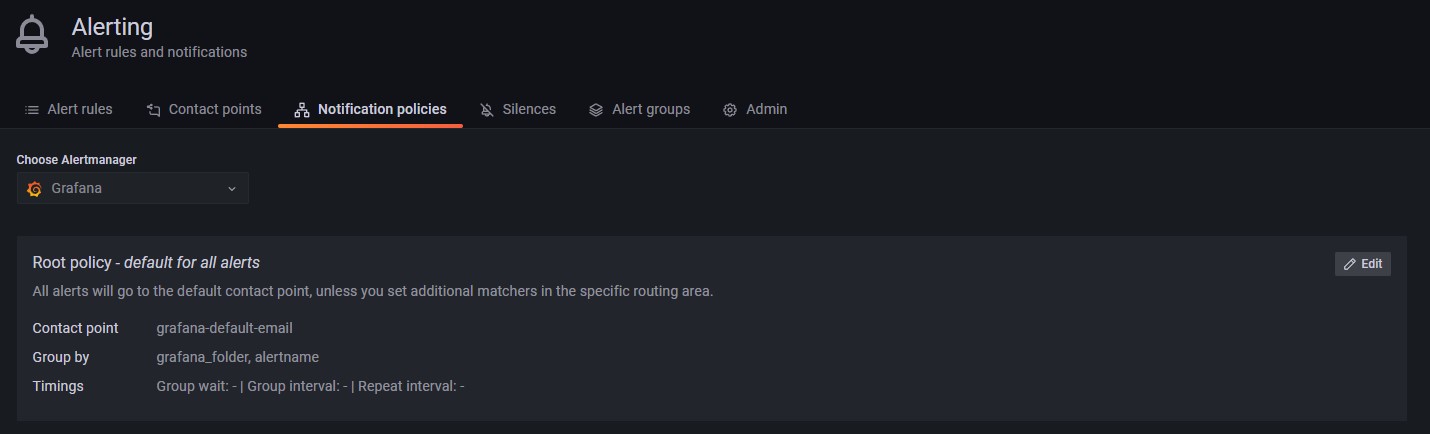 Alerting
Alert rules and notifications
Alert rules
Contact points
Notification policies
Silences
Alert groups
Admin
Choose Alertmanager
Grafana
Root policy - default for all alerts
Edit
All alerts will go to the default contact point, unless you set additional matchers in the specific routing area.
Contact point grafana-default-email
Group by grafana_folder, alertname
Timings Group wait: - | Group interval: - | Repeat interval: -